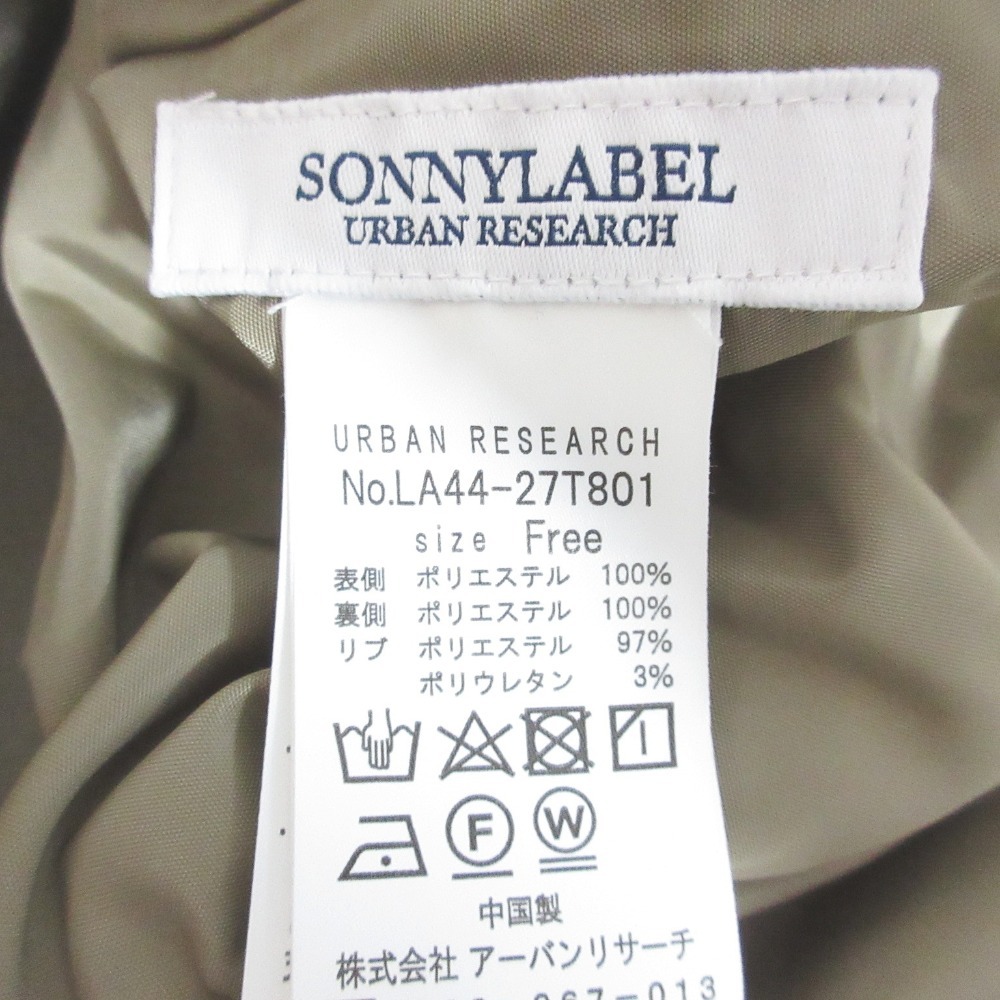 SONNYLABEL
URBAN RESEARCH
URBAN RESEARCH
No.LA44-27T801
size Free
表側 ポリエステル 100%
裏側 ポリエステル 100%
リブ ポリエステル 97%
ポリウレタン 3%
F W
中国製
株式会社 アーバンリサーチ